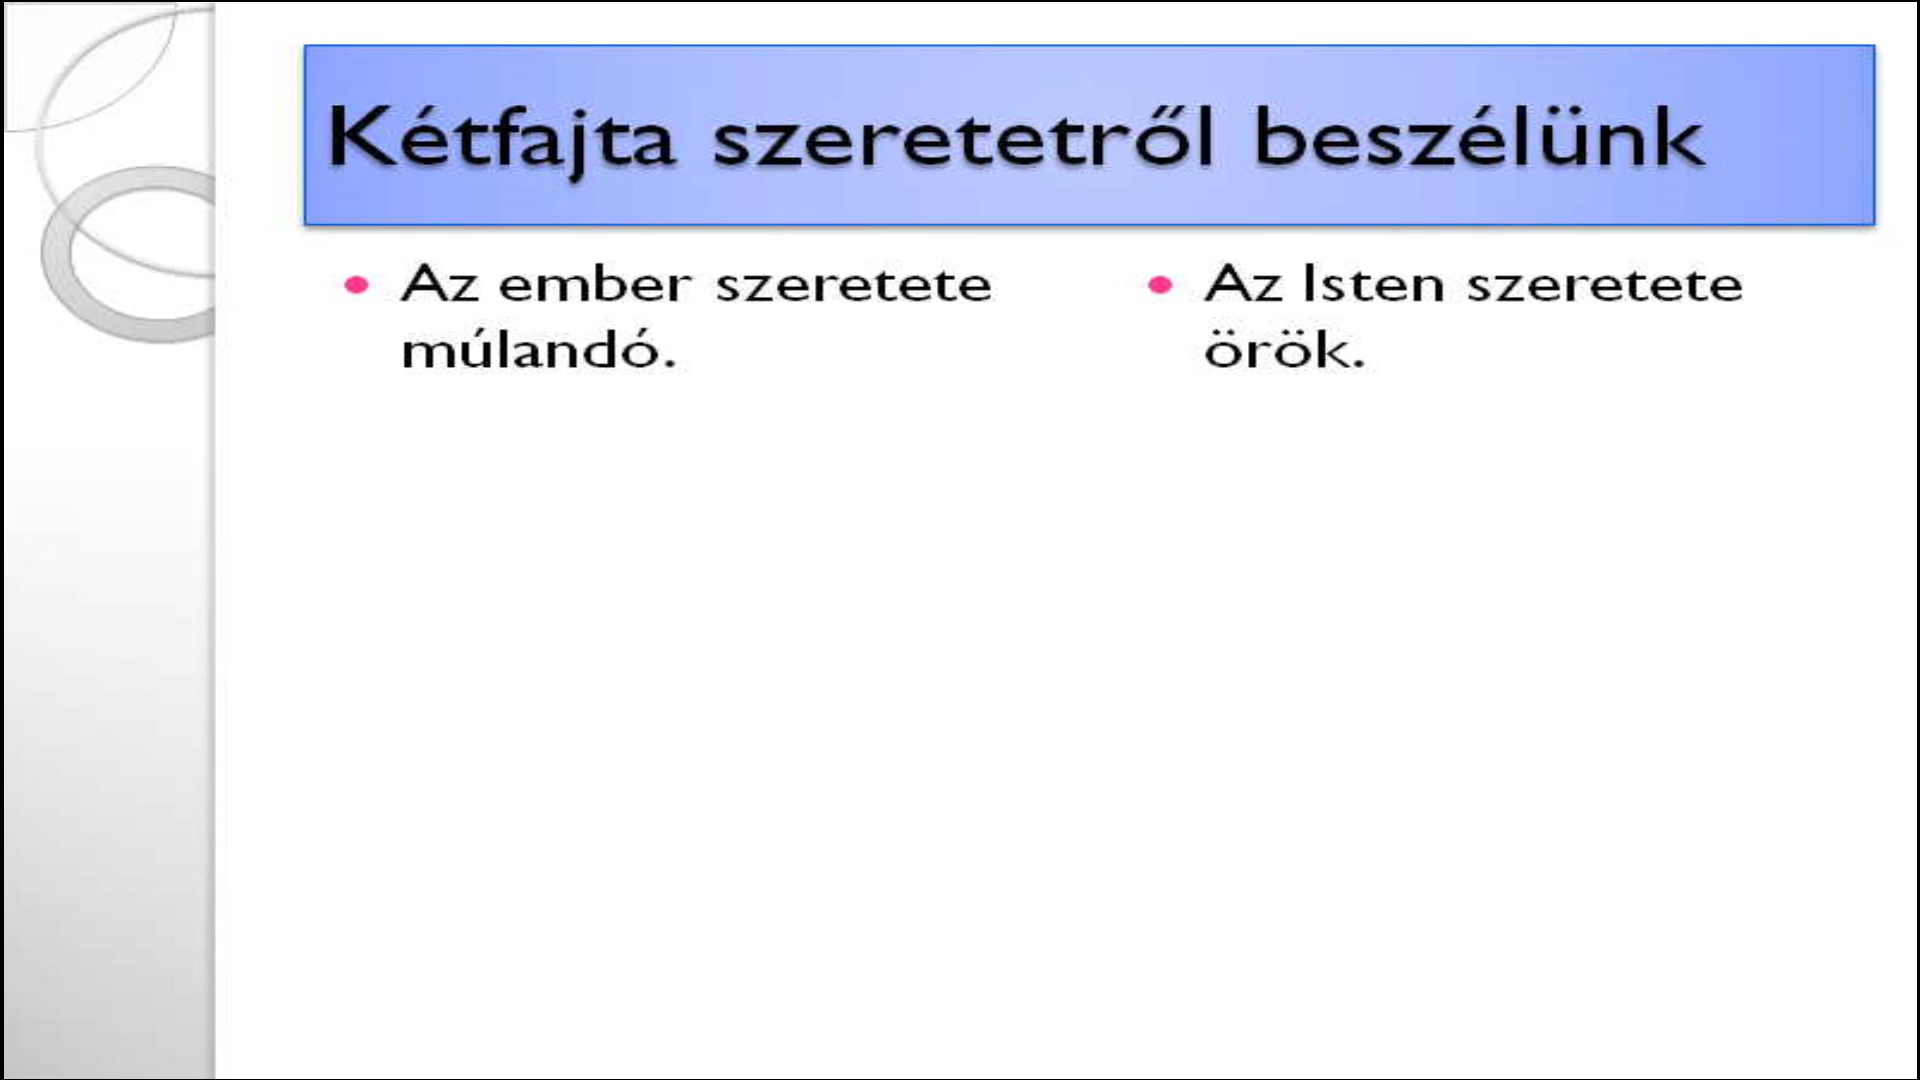 Kétfajta szeretetről beszélünk
• Az ember szeretete
múlandó.
• Az Isten szeretete
örök.